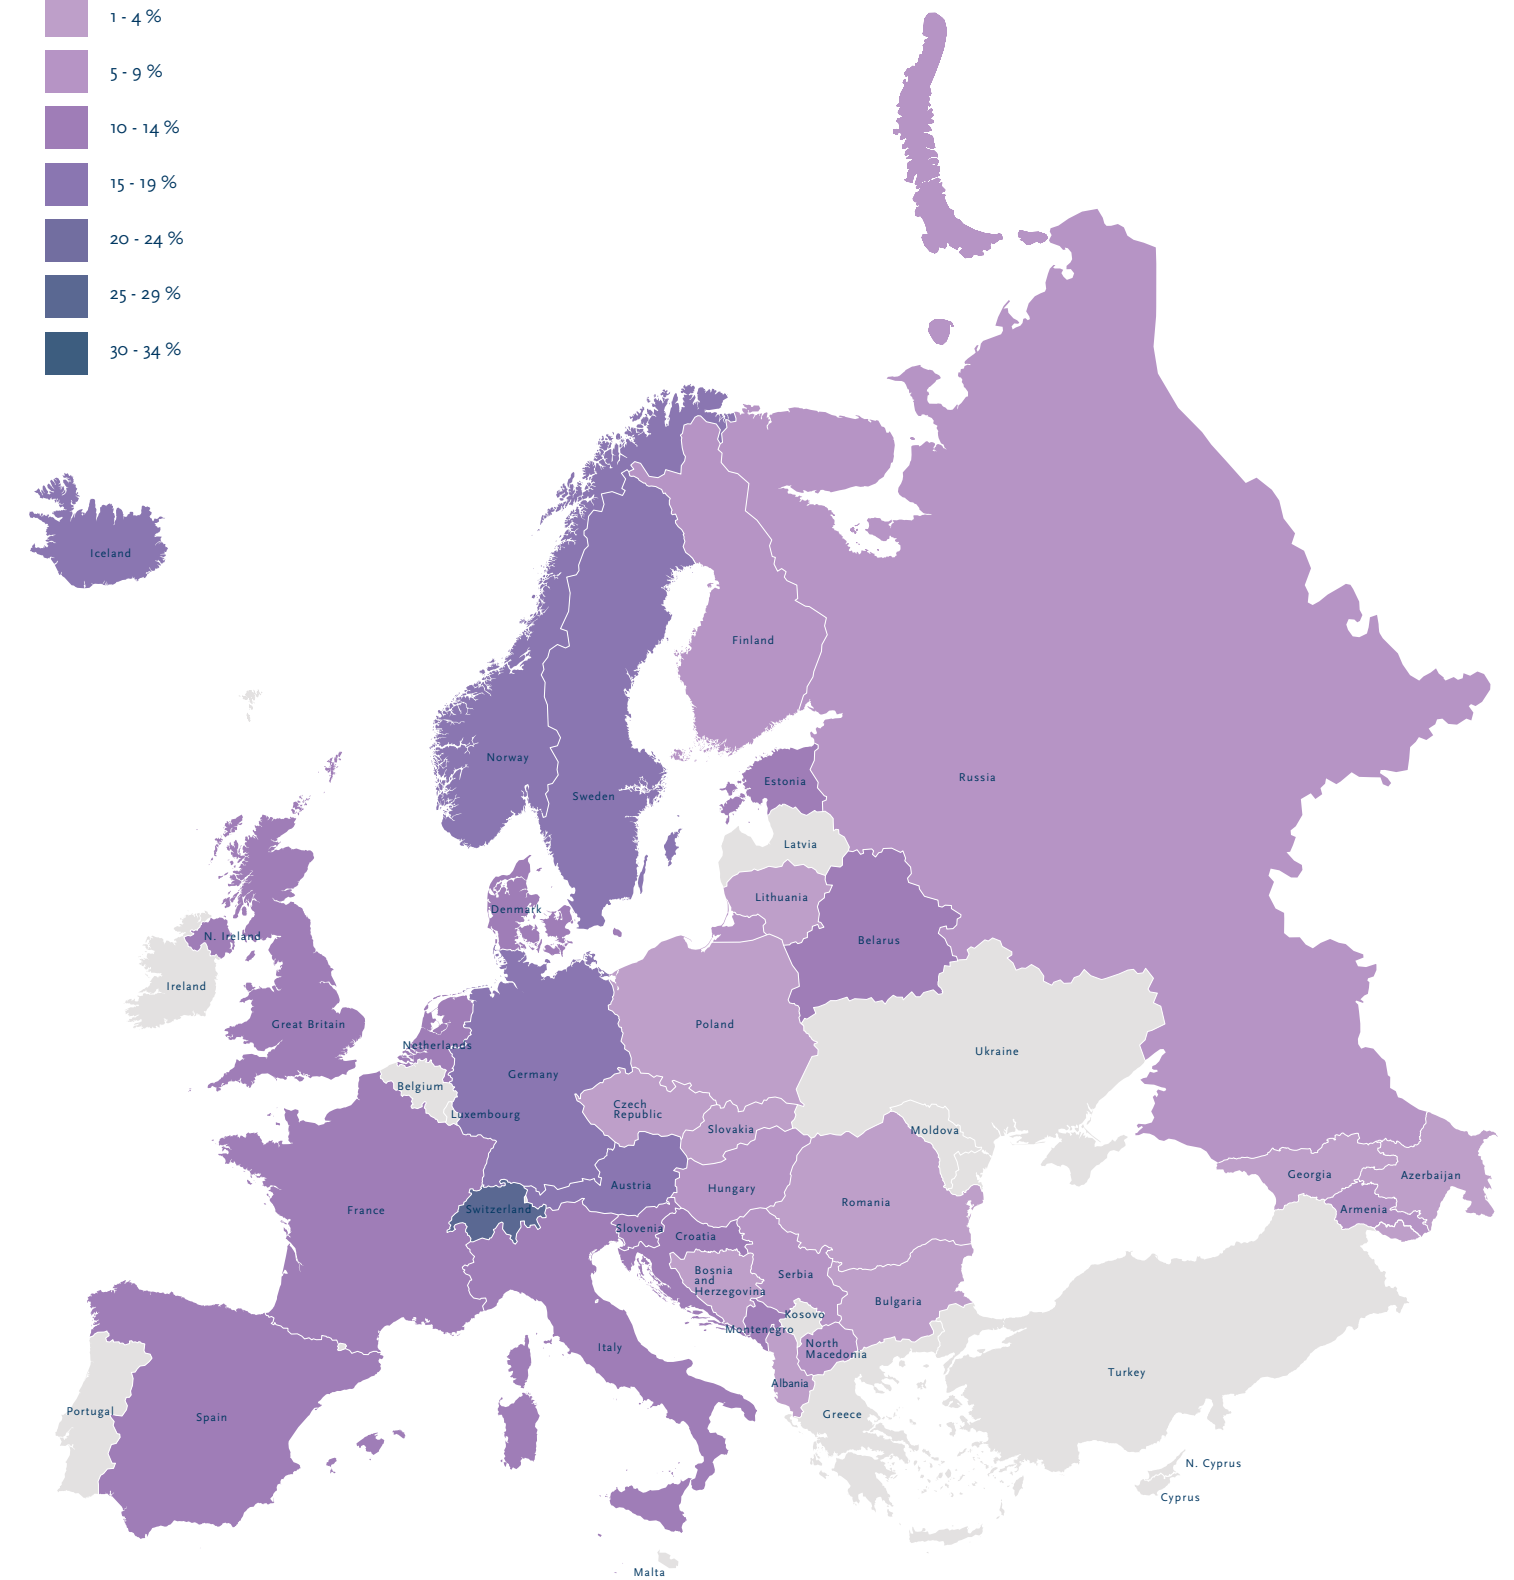 1 - 4 %
5 - 9 %
10 - 14 %
15 - 19 %
20 - 24 %
25 - 29 %
30 - 34 %
Iceland
Finland
Norway
Sweden
Russia
Estonia
Latvia
Lithuania
Denmark
Belarus
N. Ireland
Ireland
Great Britain
Poland
Netherlands
Ukraine
Germany
Belgium
Luxembourg
Czech
Republic
Slovakia
Moldova
Georgia
Azerbaijan
Austria
Hungary
Romania
Armenia
Switzerland
France
Slovenia
Croatia
Bosnia
and
Herzegovina
Serbia
Bulgaria
Kosovo
Montenegro
North
Macedonia
Italy
Albania
Turkey
Portugal
Spain
Greece
N. Cyprus
Cyprus
Malta